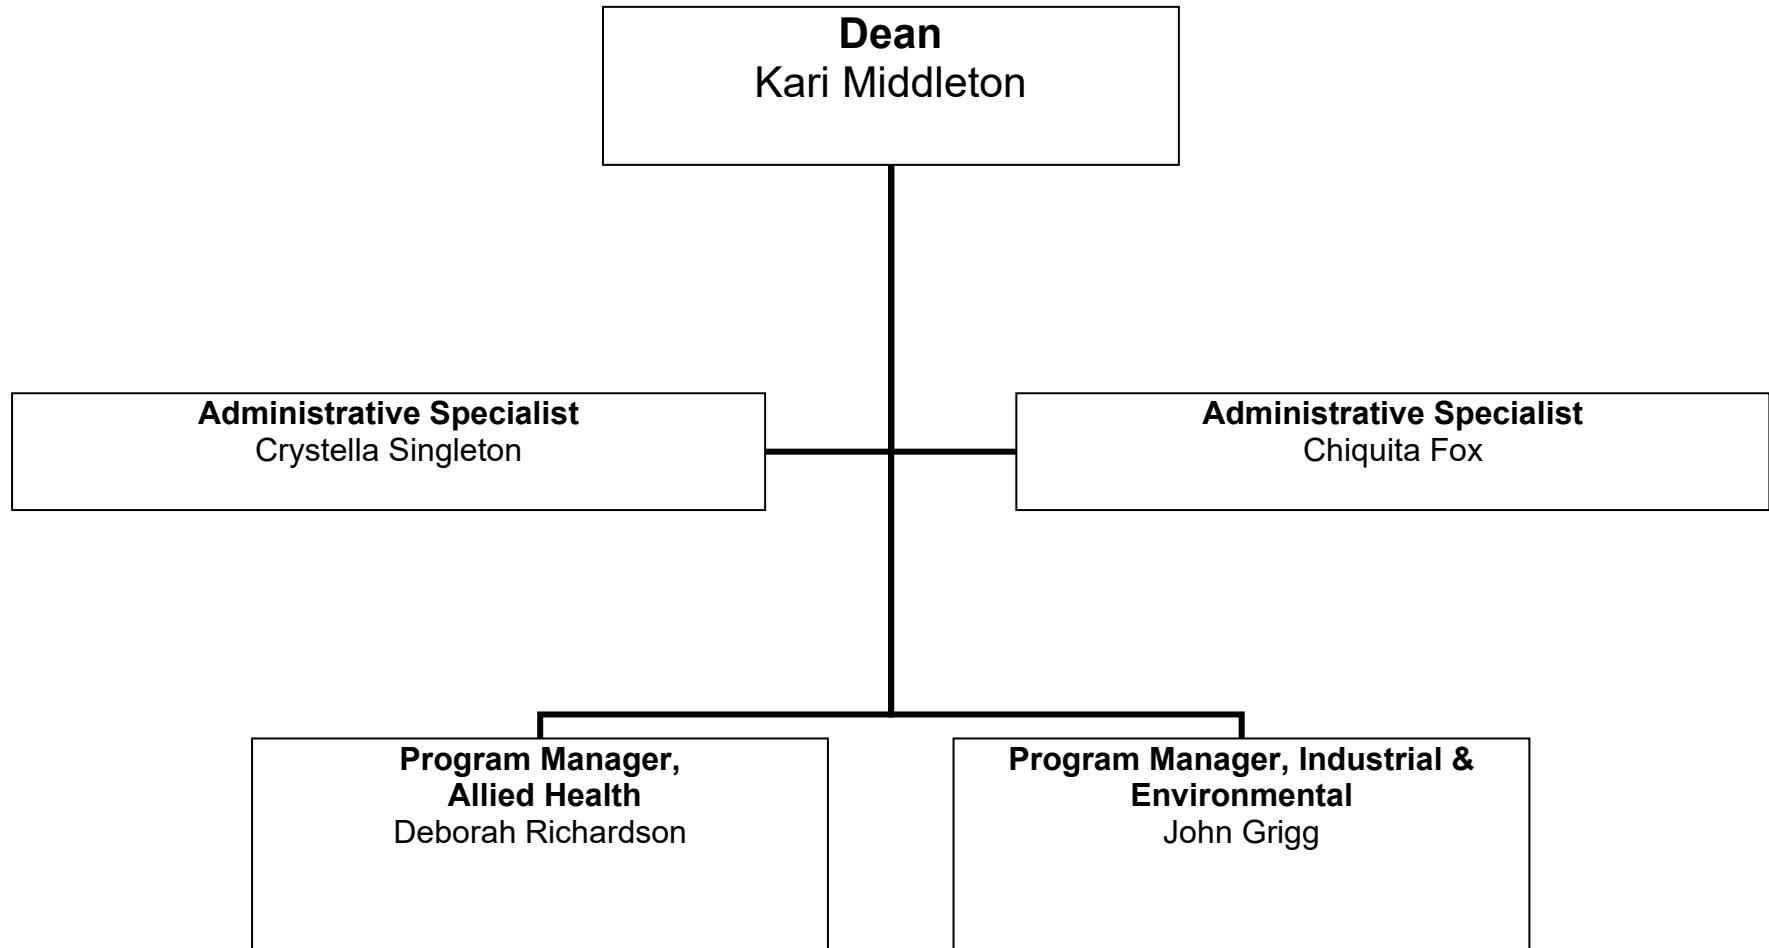 Dean
Kari Middleton
Administrative Specialist
Crystella Singleton
Administrative Specialist
Chiquita Fox
Program Manager,
Allied Health
Deborah Richardson
Program Manager, Industrial &
Environmental
John Grigg